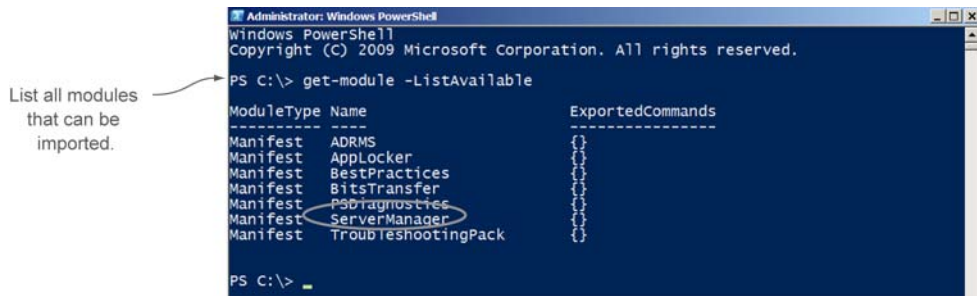 Administrator: Windows PowerShell
Windows PowerShell
Copyright (C) 2009 Microsoft Corporation. All rights reserved.
List all modules
that can be
imported.
PS C:\> get-module -ListAvailable
ModuleType Name ExportedCommands
---------- ---- ----------------
Manifest ADRMS {}
Manifest AppLocker {}
Manifest BestPractices {}
Manifest BitsTransfer {}
Manifest PSDiagnostics {}
Manifest ServerManager {}
Manifest TroubleshootingPack {}
PS C:\> _